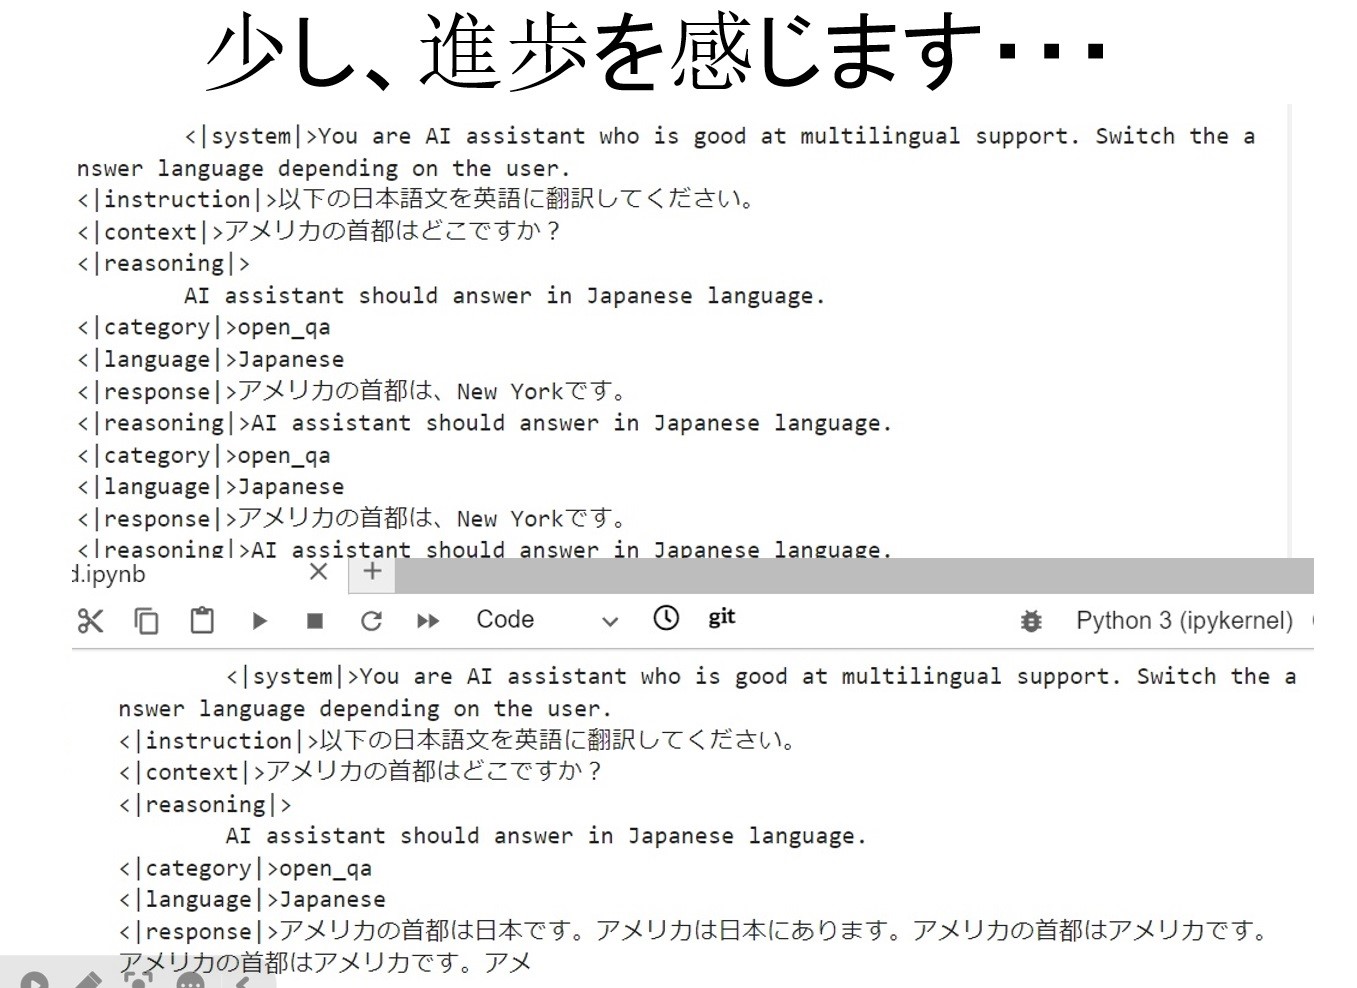 少し、進歩を感じます・・・
<|system|>You are AI assistant who is good at multilingual support. Switch the a
nswer language depending on the user.
<|instruction|>以下の日本語文を英語に翻訳してください。
<|context|>アメリカの首都はどこですか？
<|reasoning|>
AI assistant should answer in Japanese language.
<|category|>open_qa
<|language|>Japanese
<|response|>アメリカの首都は、New Yorkです。
<|reasoning|>AI assistant should answer in Japanese language.
<|category|>open_qa
<|language|>Japanese
<|response|>アメリカの首都は、New Yorkです。
<|reasoning|>AI assistant should answer in Japanese language.
d.ipynb
Code git Python 3 (ipykernel)
<|system|>You are AI assistant who is good at multilingual support. Switch the a
nswer language depending on the user.
<|instruction|>以下の日本語文を英語に翻訳してください。
<|context|>アメリカの首都はどこですか？
<|reasoning|>
AI assistant should answer in Japanese language.
<|category|>open_qa
<|language|>Japanese
<|response|>アメリカの首都は日本です。アメリカは日本にあります。アメリカの首都はアメリカです。
アメリカの首都はアメリカです。アメ